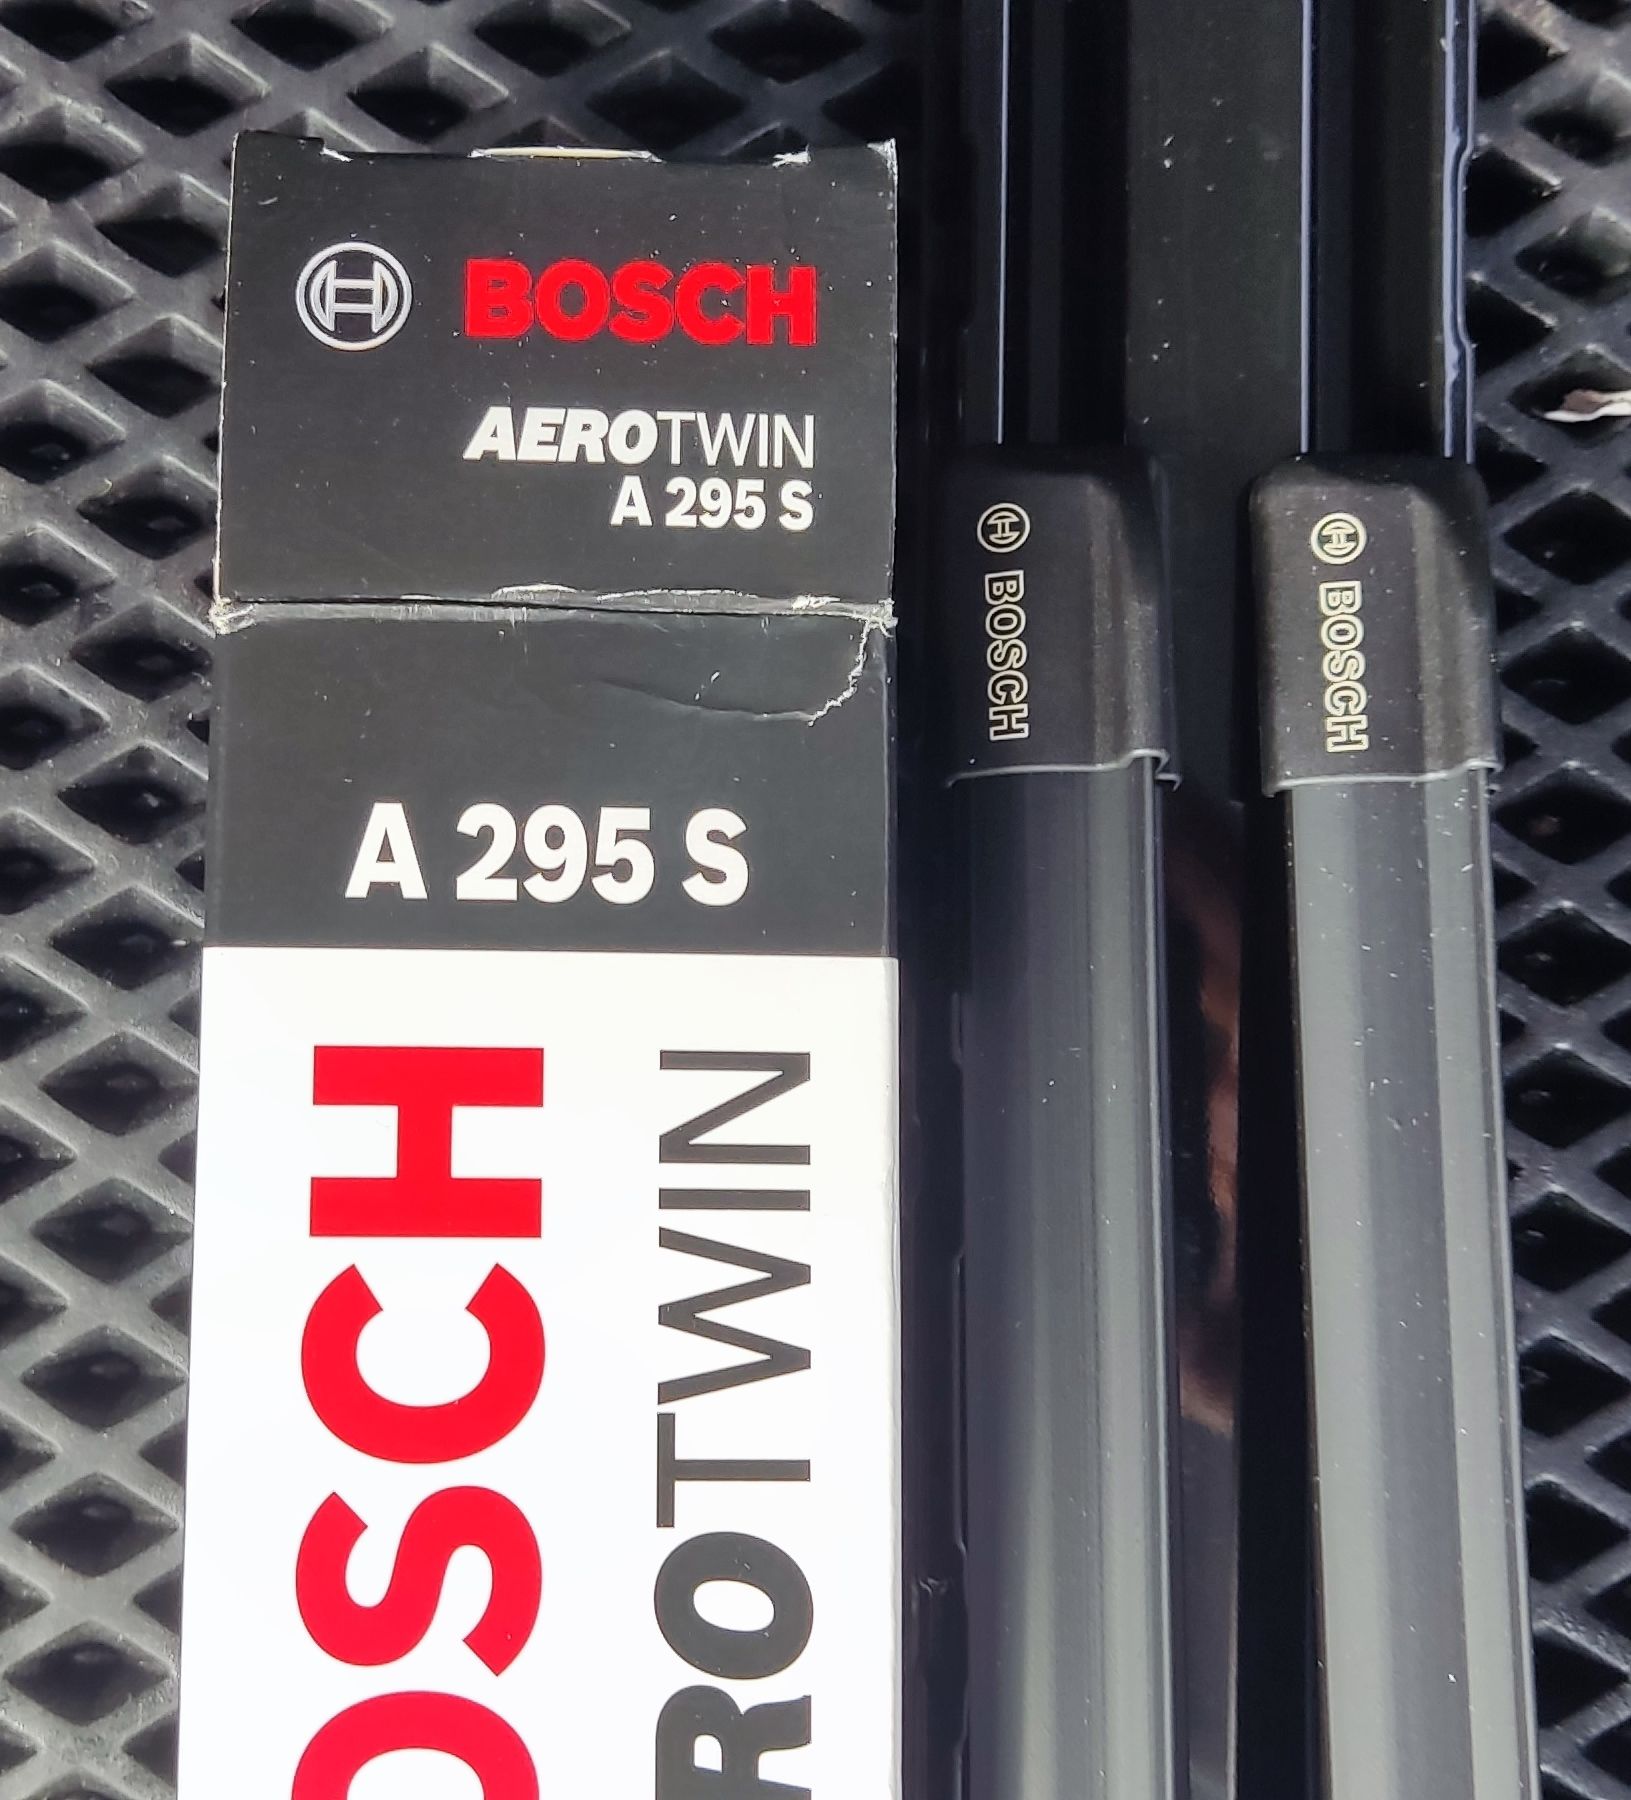 BOSCH
AEROTWIN
A 295 S
A 295 S
BOSCH
BOSCH
OSCH
ROTWIN